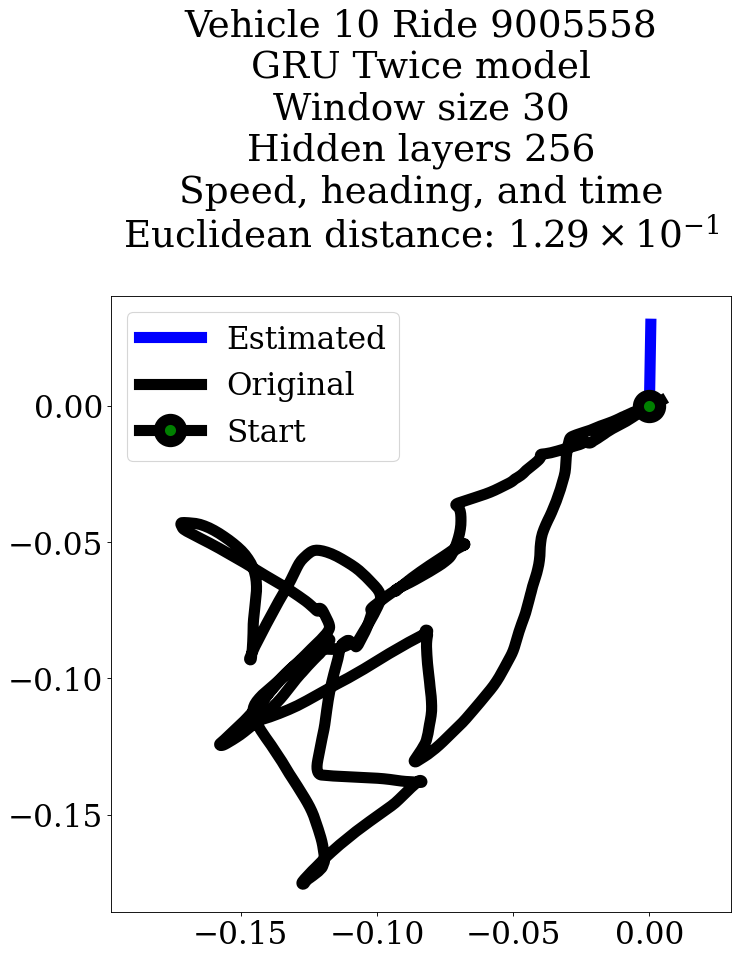 Vehicle 10 Ride 9005558
GRU Twice model
Window size 30
Hidden layers 256
Speed, heading, and time
Euclidean distance: 1.29 × 10⁻¹
Estimated
Original
Start
0.00
−0.05
−0.10
−0.15
−0.15 −0.10 −0.05 0.00